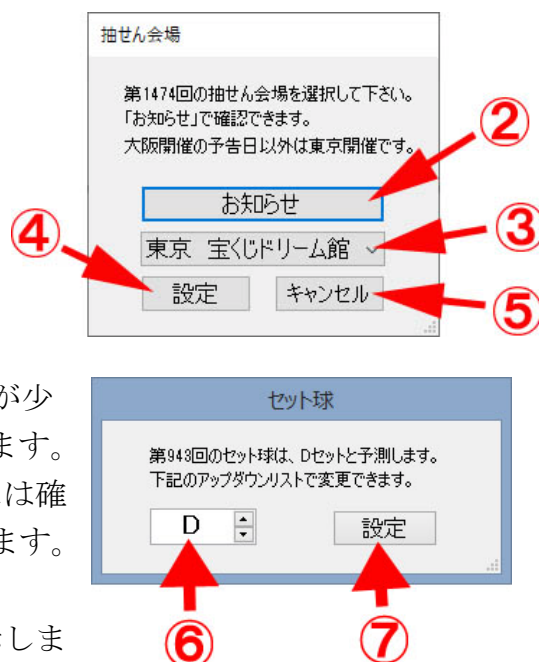 抽せん会場
第1474回の抽せん会場を選択して下さい。
「お知らせ」で確認できます。
大阪開催の予告日以外は東京開催です。
②
お知らせ
③
東京 宝くじドリーム館
④
設定
キャンセル
⑤
が少
ます。
は確
ます。
しま
セット球
第943回のセット球は、Dセットと予測します。
下記のアップダウンリストで変更できます。
D
設定
⑥
⑦